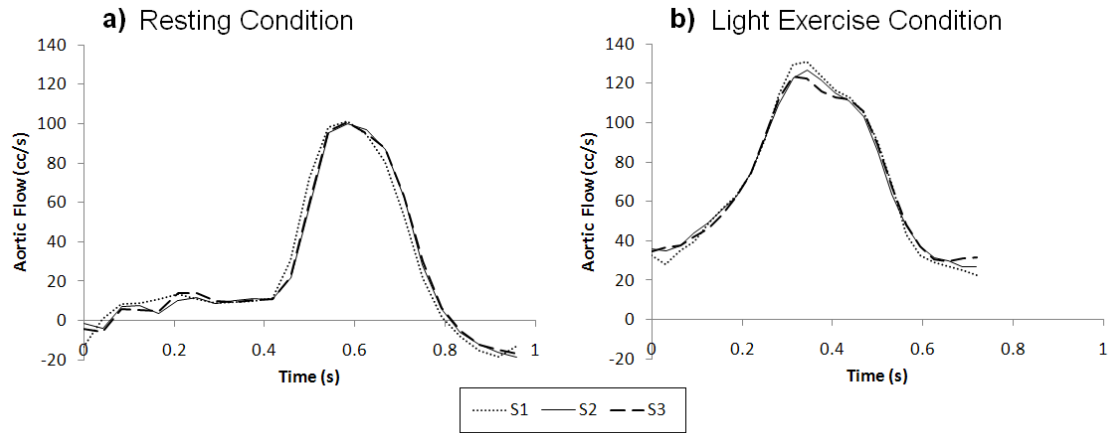 a) Resting Condition
140
120
100
80
60
40
20
0
-20
Aortic Flow (cc/s)
0 0.2 0.4 0.6 0.8 1
Time (s)
b) Light Exercise Condition
140
120
100
80
60
40
20
0
-20
Aortic Flow (cc/s)
0 0.2 0.4 0.6 0.8 1
Time (s)
S1 S2 S3